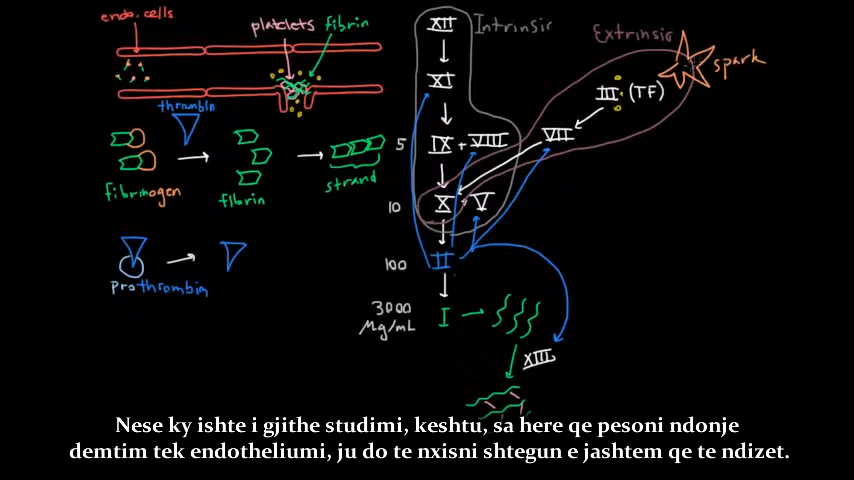 endo. cells
platelets fibrin
thrombin
fibrinogen
fibrin
strand
prothrombin
XII Intrinsic
Extrinsic
spark
XI
III (TF)
5 IX + VIII
VII
10 X V
100 II
3000 I
Mg/mL
XIII
Nese ky ishte i gjithe studimi, keshtu, sa here qe pesoni ndonje
demtim tek endotheliumi, ju do te nxisni shtegun e jashtem qe te ndizet.